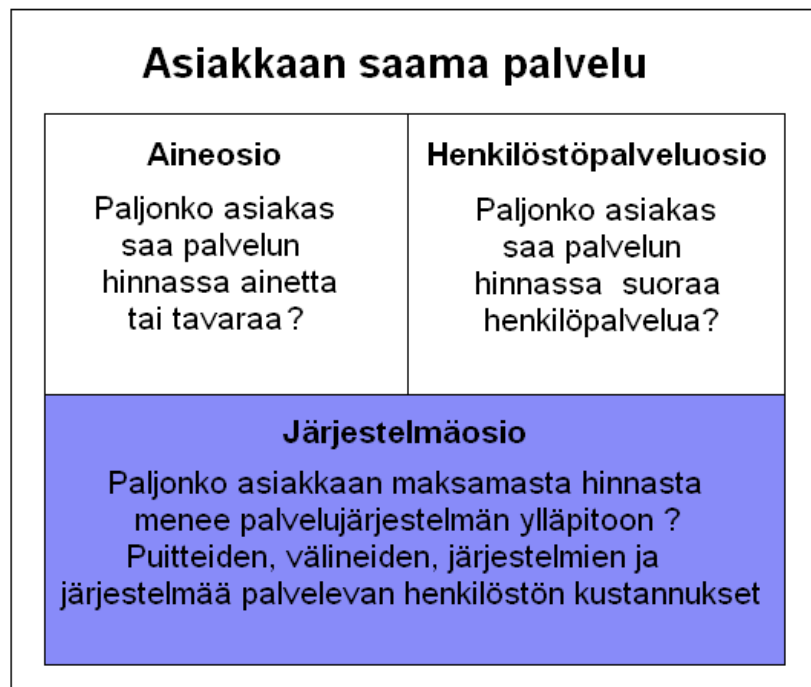 Asiakkaan saama palvelu
Aineosio
Paljonko asiakas
saa palvelun
hinnassa ainetta
tai tavaraa ?
Henkilöstöpalveluosio
Paljonko asiakas
saa palvelun
hinnassa suoraa
henkilöpalvelua?
Järjestelmäosio
Paljonko asiakkaan maksamasta hinnasta
menee palvelujärjestelmän ylläpitoon ?
Puitteiden, välineiden, järjestelmien ja
järjestelmää palvelevan henkilöstön kustannukset